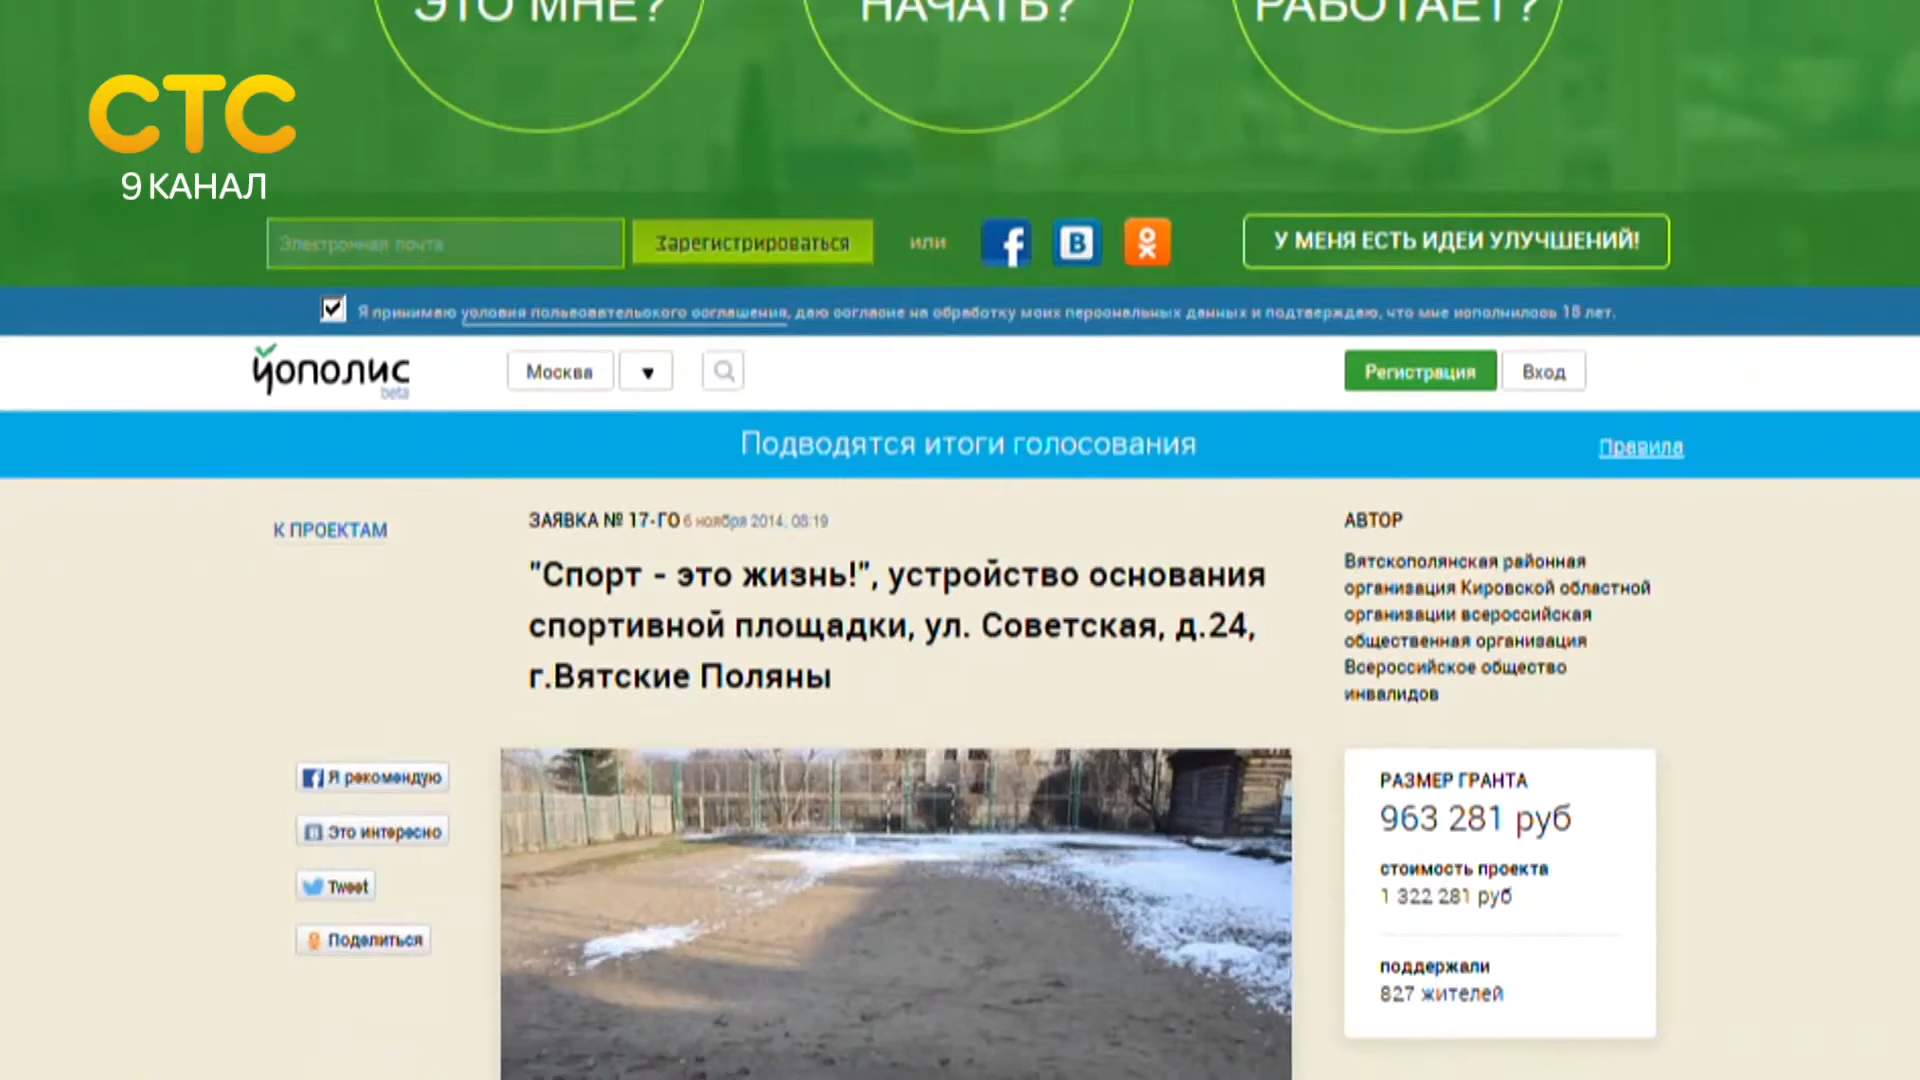 ЭТО МНЕ? НАЧАТЬ? РАБОТАЕТ?
СТС
9 КАНАЛ
Электронная почта
Зарегистрироваться
или
У МЕНЯ ЕСТЬ ИДЕИ УЛУЧШЕНИЙ!
Я принимаю условия пользовательского соглашения, даю согласие на обработку моих персональных данных и подтверждаю, что мне исполнилось 18 лет.
йополис
beta
Москва
Регистрация
Вход
Подводятся итоги голосования
Правила
К ПРОЕКТАМ
ЗАЯВКА № 17-ГО 6 ноября 2014, 08:19
"Спорт - это жизнь!", устройство основания
спортивной площадки, ул. Советская, д.24,
г.Вятские Поляны
АВТОР
Вятскополянская районная
организация Кировской областной
организации всероссийская
общественная организация
Всероссийское общество
инвалидов
Я рекомендую
Это интересно
Tweet
Поделиться
РАЗМЕР ГРАНТА
963 281 руб
стоимость проекта
1 322 281 руб
поддержали
827 жителей